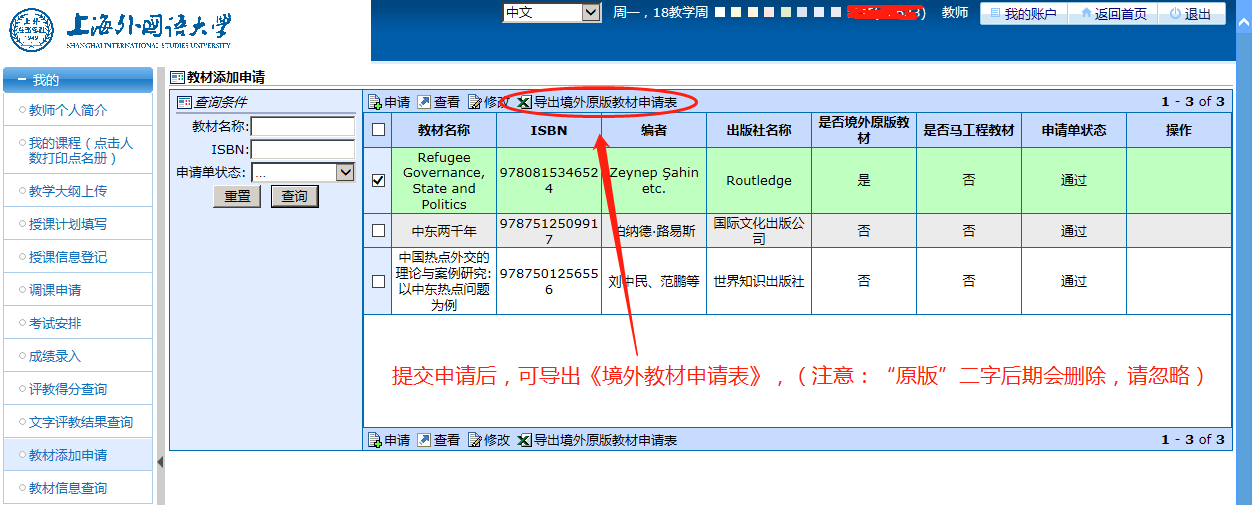 上海外国语大学
SHANGHAI INTERNATIONAL STUDIES UNIVERSITY
1949
中文
周一，18教学周
教师
我的账户
返回首页
退出
我的
教师个人简介
我的课程（点击人
数打印点名册）
教学大纲上传
授课计划填写
授课信息登记
调课申请
考试安排
成绩录入
评教得分查询
文字评教结果查询
教材添加申请
教材信息查询
教材添加申请
查询条件
教材名称:
ISBN:
申请单状态:
...
重置
查询
申请 查看 修改 导出境外原版教材申请表
1 - 3 of 3
教材名称
ISBN
编者
出版社名称
是否境外原版教
材
是否马工程教材
申请单状态
操作
Refugee
Governance,
State and
Politics
978081534652
4
Zeynep Şahin
etc.
Routledge
是
否
通过
中东两千年
978751250991
7
伯纳德·路易斯
国际文化出版公
司
否
否
通过
中国热点外交的
理论与案例研究:
以中东热点问题
为例
978750125655
6
刘中民、范鹏等
世界知识出版社
否
否
通过
提交申请后，可导出《境外教材申请表》，（注意：“原版”二字后期会删除，请忽略）
申请 查看 修改 导出境外原版教材申请表
1 - 3 of 3